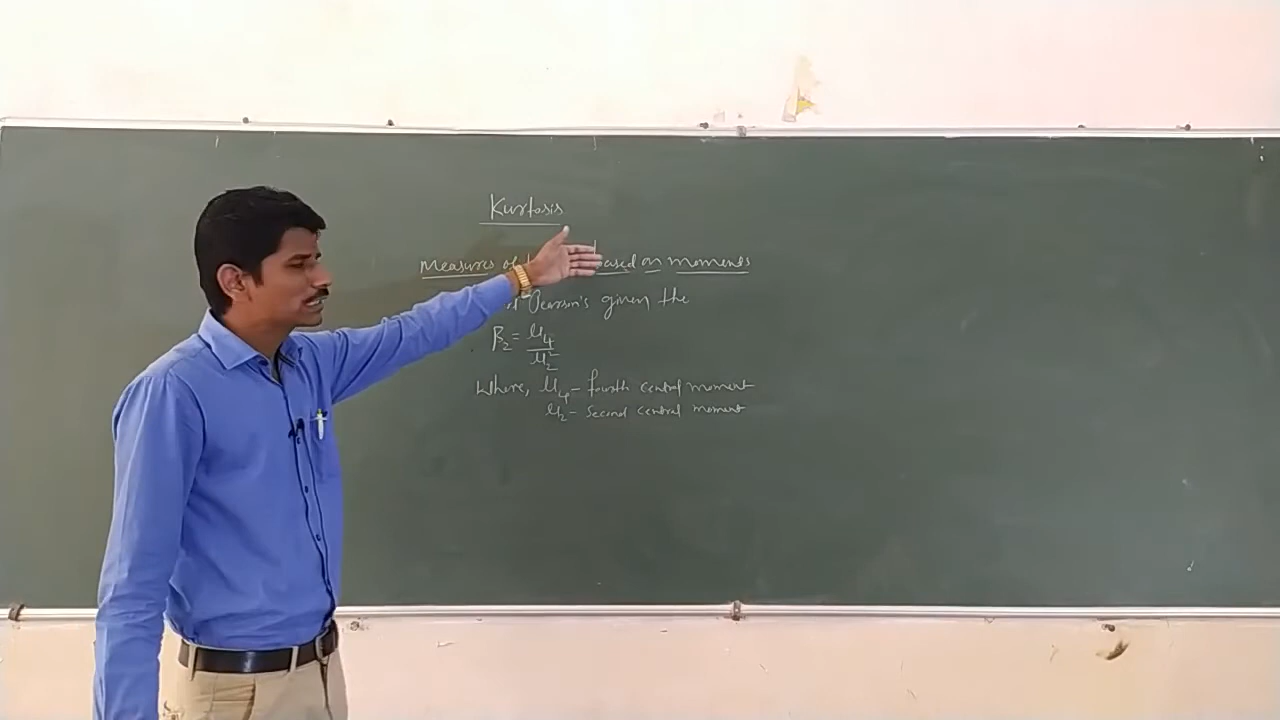 Kurtosis
Measures of based on moments
Pearson's given the
β₂ = μ₄ / μ₂²
Where, μ₄ - fourth central moment
μ₂ - Second central moment